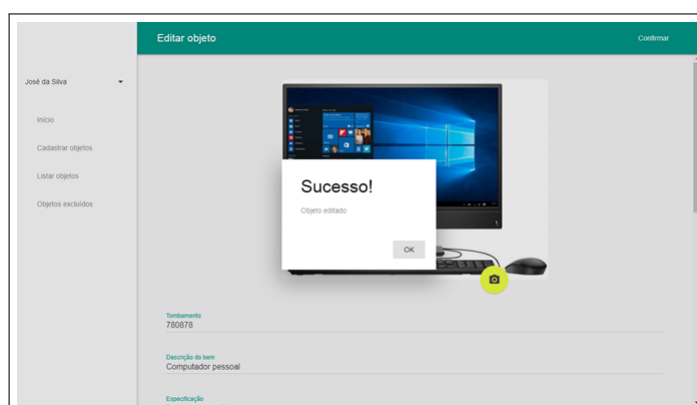 Editar objeto
Confirmar
José da Silva
Início
Cadastrar objetos
Listar objetos
Objetos excluídos
Sucesso!
Objeto editado
OK
Tombamento
780878
Descrição do bem
Computador pessoal
Especificação